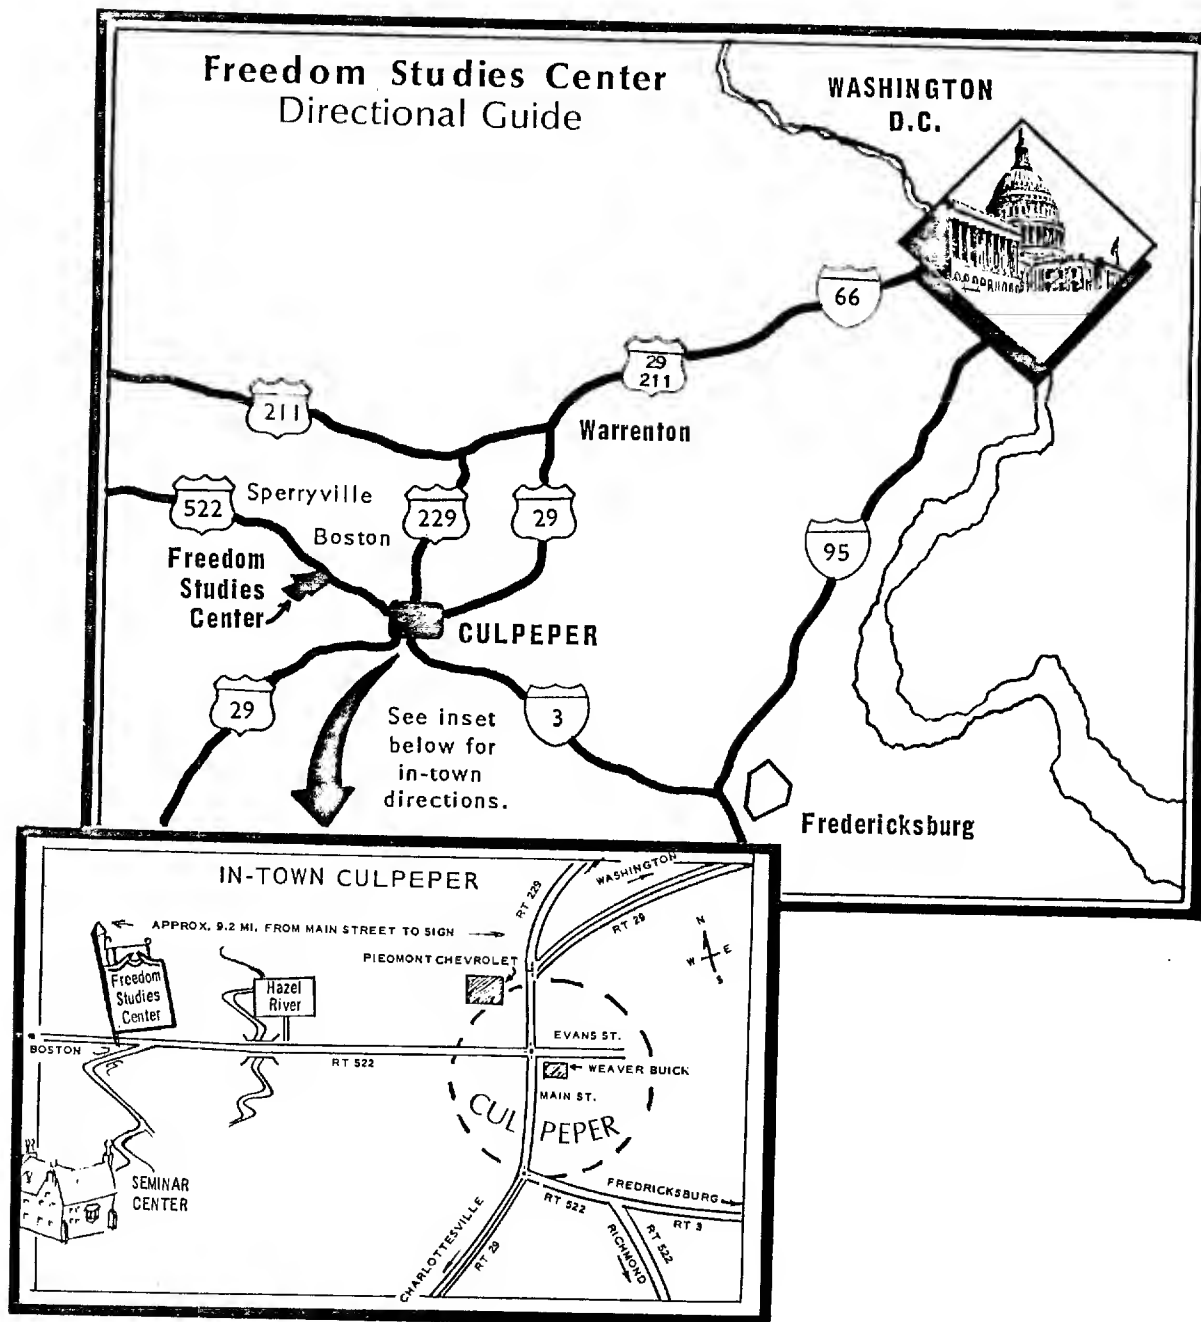 Freedom Studies Center
Directional Guide
WASHINGTON
D.C.
66
29
211
211
Warrenton
522
Sperryville
229
29
Boston
95
Freedom
Studies
Center
CULPEPER
29
3
See inset
below for
in-town
directions.
Fredericksburg
IN-TOWN CULPEPER
RT 229
WASHINGTON
RT 29
APPROX. 9.2 MI. FROM MAIN STREET TO SIGN
N
W E
S
PIEDMONT CHEVROLET
Freedom
Studies
Center
Hazel
River
EVANS ST.
BOSTON
RT 522
WEAVER BUICK
MAIN ST.
CULPEPER
SEMINAR
CENTER
FREDRICKSBURG
RT 522
RT 3
CHARLOTTESVILLE
RT 29
RICHMOND
RT 522